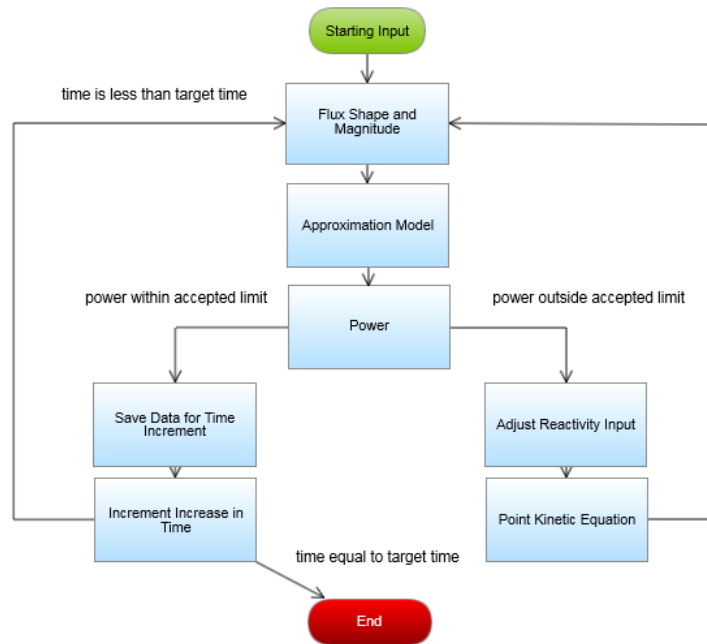 Starting Input
time is less than target time
Flux Shape and
Magnitude
Approximation Model
power within accepted limit
power outside accepted limit
Power
Save Data for Time
Increment
Adjust Reactivity Input
Increment Increase in
Time
Point Kinetic Equation
time equal to target time
End